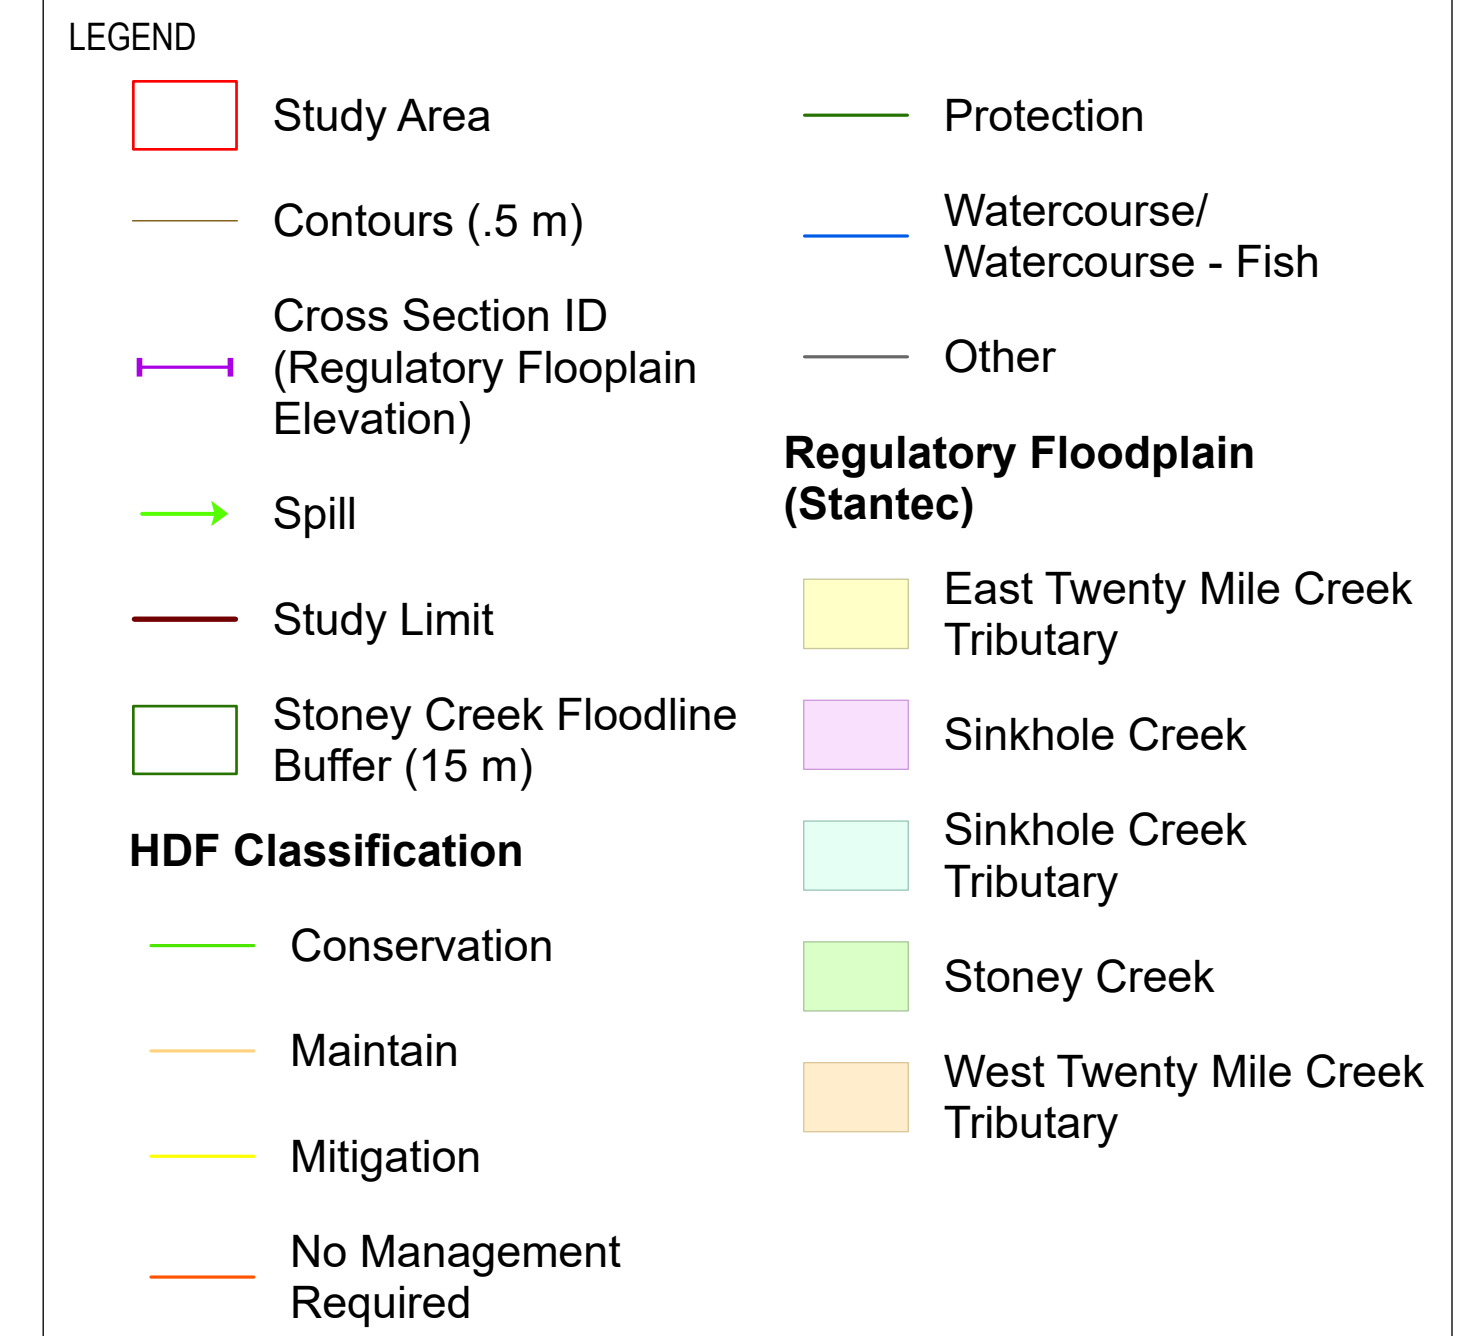 LEGEND
Study Area
Contours (.5 m)
Cross Section ID
(Regulatory Flooplain
Elevation)
Spill
Study Limit
Stoney Creek Floodline
Buffer (15 m)
HDF Classification
Conservation
Maintain
Mitigation
No Management
Required
Protection
Watercourse/
Watercourse - Fish
Other
Regulatory Floodplain
(Stantec)
East Twenty Mile Creek
Tributary
Sinkhole Creek
Sinkhole Creek
Tributary
Stoney Creek
West Twenty Mile Creek
Tributary